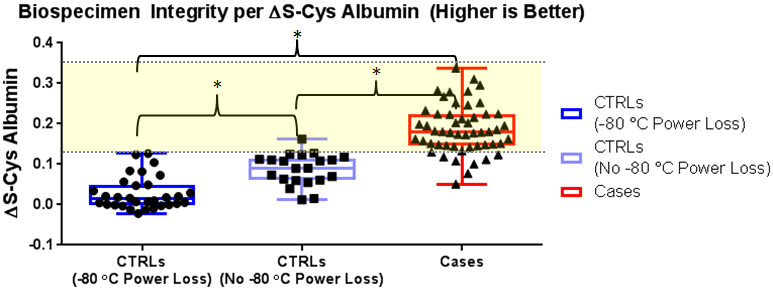 Biospecimen Integrity per ΔS-Cys Albumin (Higher is Better)
ΔS-Cys Albumin
0.4
0.3
0.2
0.1
0.0
-0.1
*
*
*
CTRLs
(-80 °C Power Loss)
CTRLs
(No -80 °C Power Loss)
Cases
CTRLs
(-80 °C Power Loss)
CTRLs
(No -80 °C Power Loss)
Cases